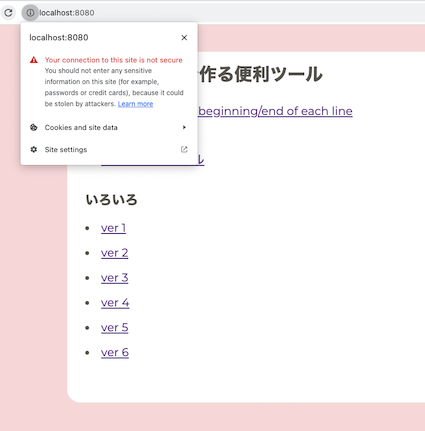 localhost:8080
localhost:8080
Your connection to this site is not secure
You should not enter any sensitive
information on this site (for example,
passwords or credit cards), because it could
be stolen by attackers. Learn more
Cookies and site data
Site settings
作る便利ツール
beginning/end of each line
ル
いろいろ
ver 1
ver 2
ver 3
ver 4
ver 5
ver 6